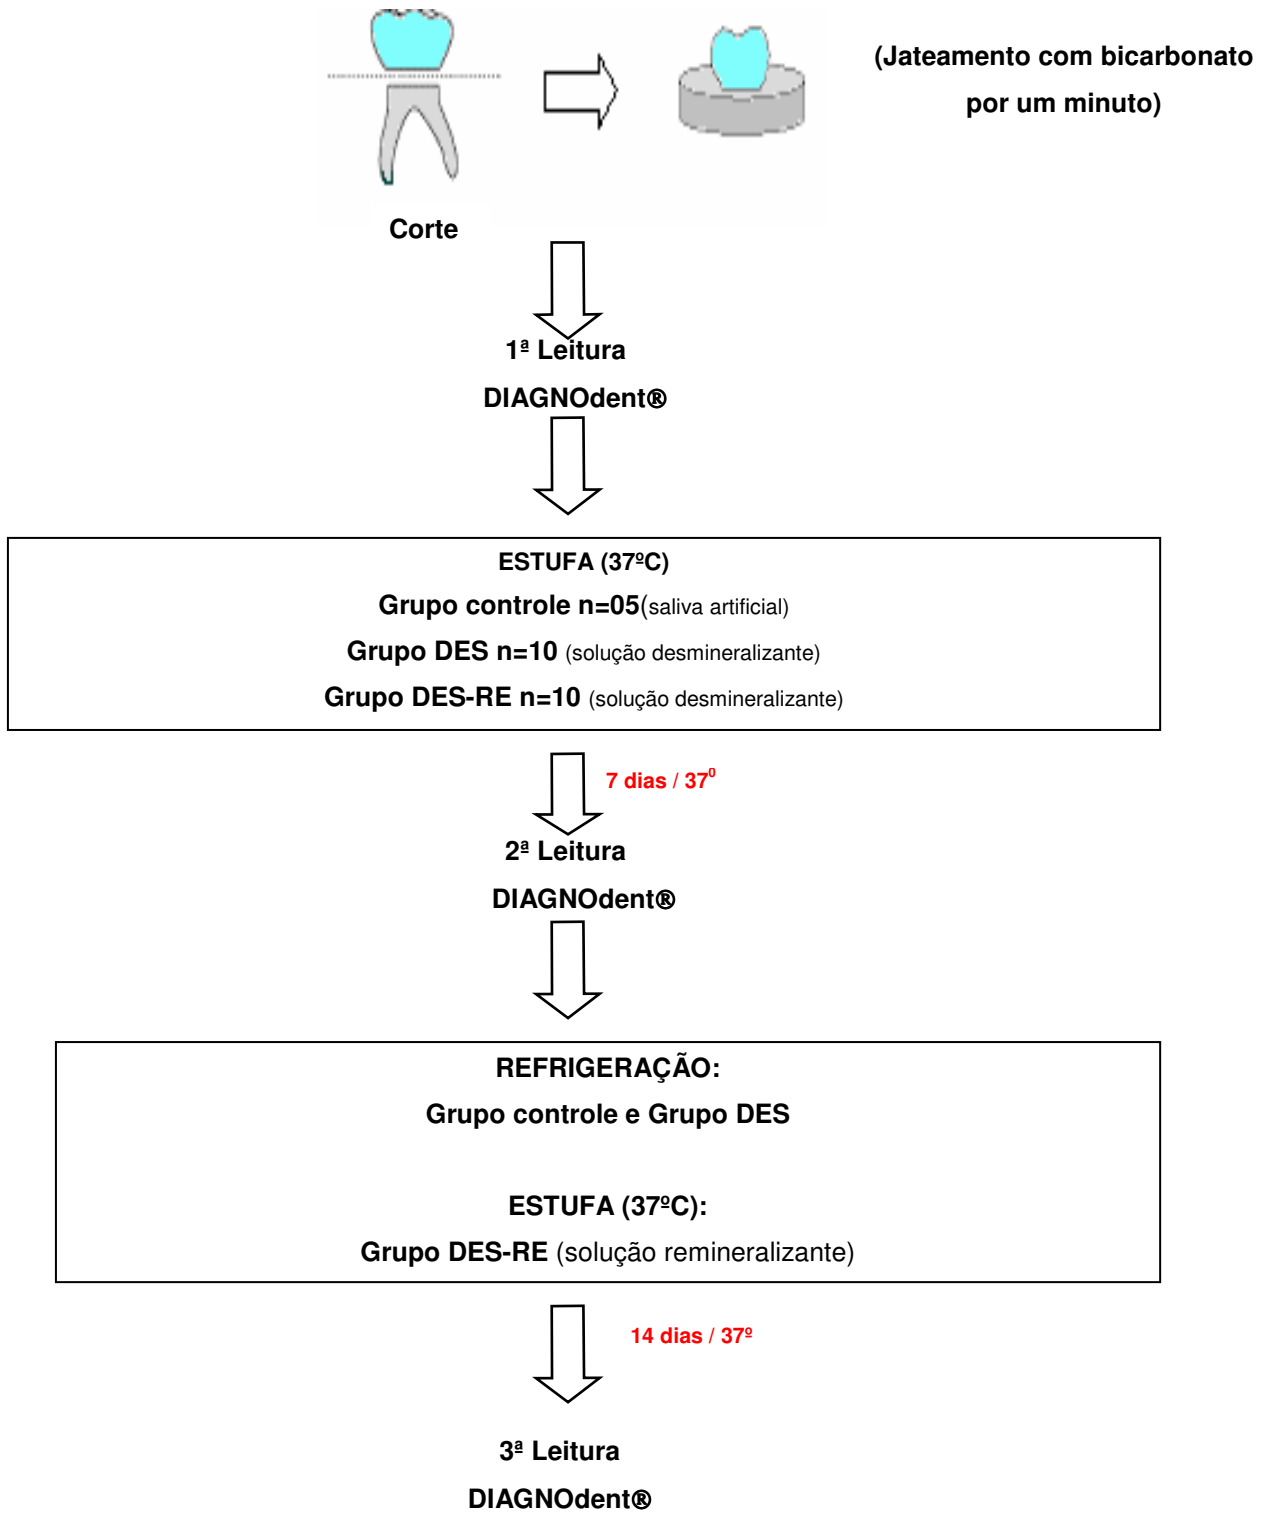 (Jateamento com bicarbonato
por um minuto)
Corte
1ª Leitura
DIAGNOdent®
ESTUFA (37ºC)
Grupo controle n=05(saliva artificial)
Grupo DES n=10 (solução desmineralizante)
Grupo DES-RE n=10 (solução desmineralizante)
7 dias / 37⁰
2ª Leitura
DIAGNOdent®
REFRIGERAÇÃO:
Grupo controle e Grupo DES
ESTUFA (37ºC):
Grupo DES-RE (solução remineralizante)
14 dias / 37º
3ª Leitura
DIAGNOdent®